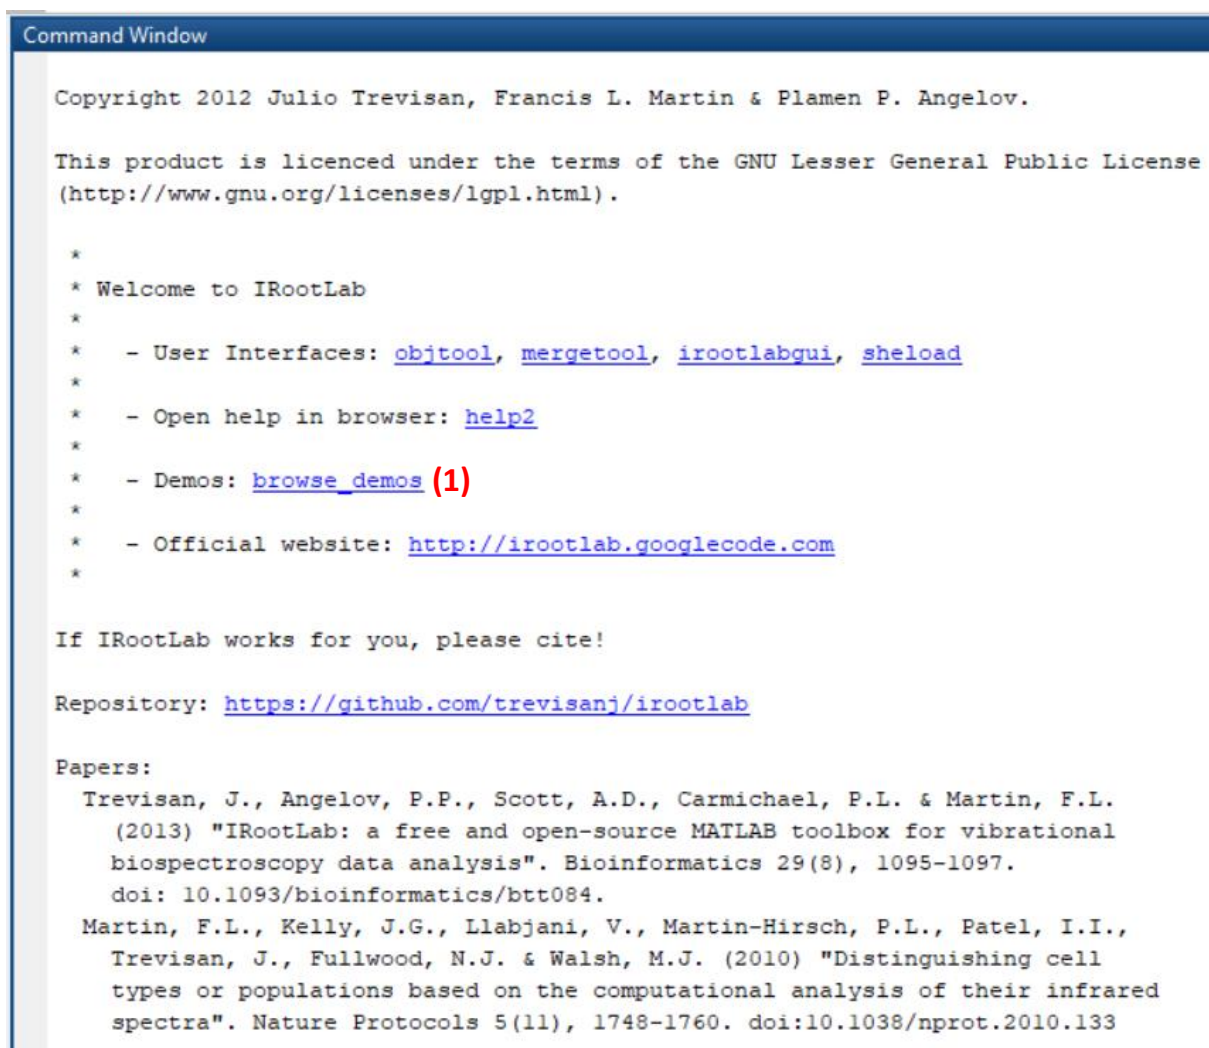 Command Window
Copyright 2012 Julio Trevisan, Francis L. Martin & Plamen P. Angelov.
This product is licenced under the terms of the GNU Lesser General Public License
(http://www.gnu.org/licenses/lgpl.html).
*
* Welcome to IRootLab
*
*   - User Interfaces: objtool, mergetool, irootlabgui, sheload
*
*   - Open help in browser: help2
*
*   - Demos: browse_demos (1)
*
*   - Official website: http://irootlab.googlecode.com
*
If IRootLab works for you, please cite!
Repository: https://github.com/trevisanj/irootlab
Papers:
Trevisan, J., Angelov, P.P., Scott, A.D., Carmichael, P.L. & Martin, F.L.
(2013) "IRootLab: a free and open-source MATLAB toolbox for vibrational
biospectroscopy data analysis". Bioinformatics 29(8), 1095-1097.
doi: 10.1093/bioinformatics/btt084.
Martin, F.L., Kelly, J.G., Llabjani, V., Martin-Hirsch, P.L., Patel, I.I.,
Trevisan, J., Fullwood, N.J. & Walsh, M.J. (2010) "Distinguishing cell
types or populations based on the computational analysis of their infrared
spectra". Nature Protocols 5(11), 1748-1760. doi:10.1038/nprot.2010.133